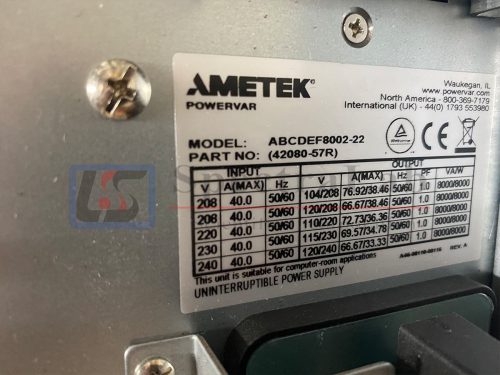 AMETEK®
POWERVAR
Waukegan, IL
www.powervar.com
North America - 800-369-7179
International (UK) - 44(0) 1793 553980
MODEL: ABCDEF8002-22
PART NO: (42080-57R)
INPUT OUTPUT
V A(MAX) Hz V A(MAX) Hz PF VA/W
208 40.0 50/60 104/208 76.92/38.46 50/60 1.0 8000/8000
208 40.0 50/60 120/208 66.67/38.46 50/60 1.0 8000/8000
220 40.0 50/60 110/220 72.73/36.36 50/60 1.0 8000/8000
230 40.0 50/60 115/230 69.57/34.78 50/60 1.0 8000/8000
240 40.0 50/60 120/240 66.67/33.33 50/60 1.0 8000/8000
This unit is suitable for computer-room applications
UNINTERRUPTIBLE POWER SUPPLY
REV. A